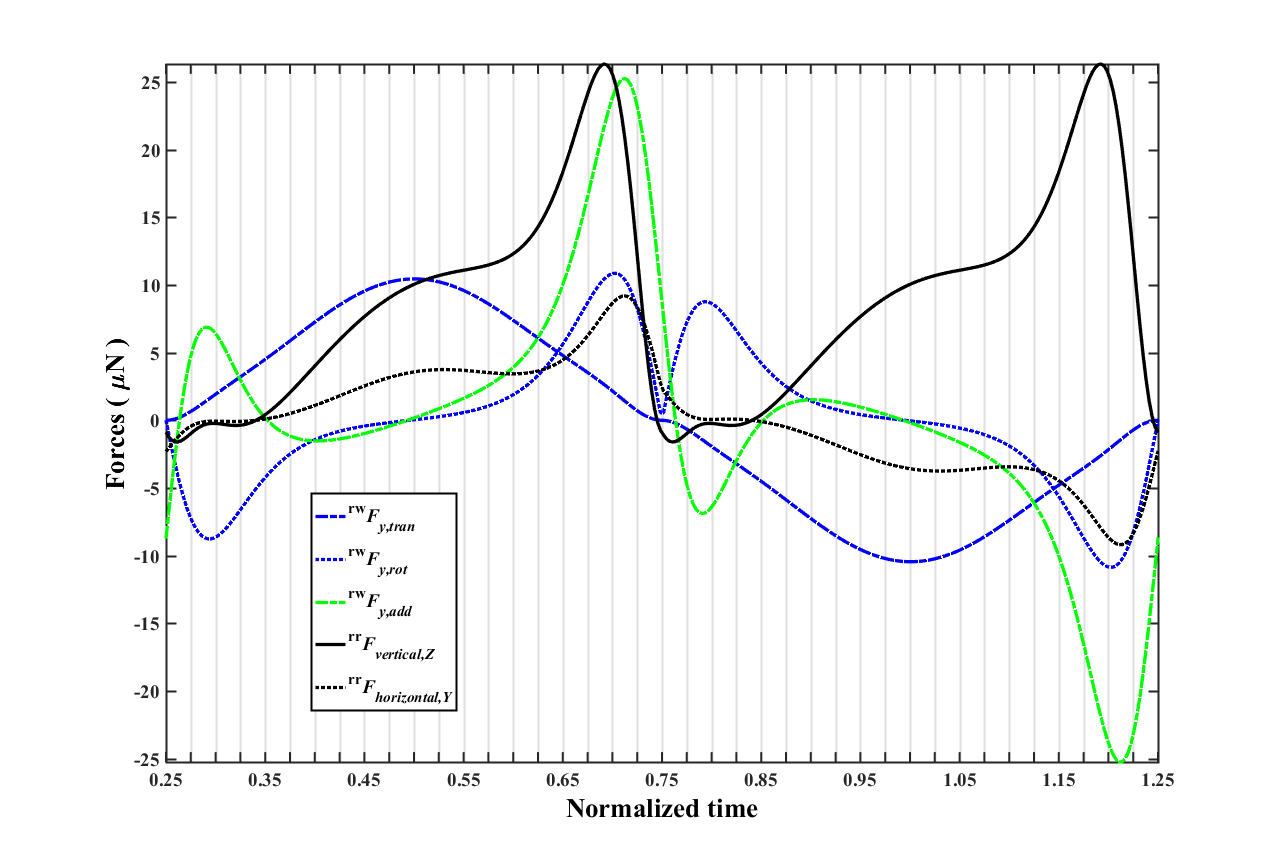 Forces ( μN )
25
20
15
10
5
0
-5
-10
-15
-20
-25
rwFy,tran
rwFy,rot
rwFy,add
rrFvertical,Z
rrFhorizontal,Y
0.25 0.35 0.45 0.55 0.65 0.75 0.85 0.95 1.05 1.15 1.25
Normalized time